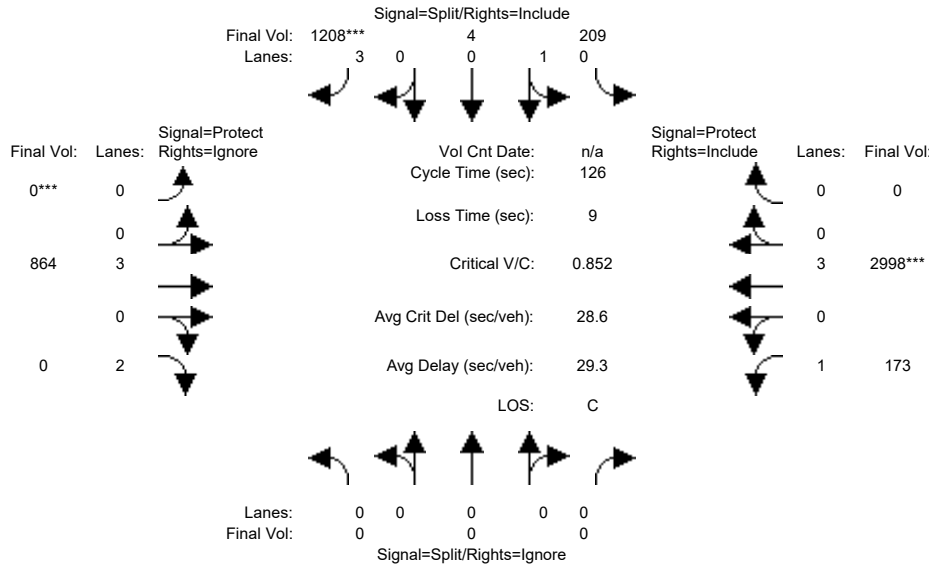 Signal=Split/Rights=Include
Final Vol: 1208*** 4 209
Lanes: 3 0 0 1 0
Signal=Protect Signal=Protect
Final Vol: Lanes: Rights=Ignore Vol Cnt Date: n/a Rights=Include Lanes: Final Vol:
Cycle Time (sec): 126
0*** 0 0 0
Loss Time (sec): 9
0 0
864 3 Critical V/C: 0.852 3 2998***
0 Avg Crit Del (sec/veh): 28.6 0
0 2 Avg Delay (sec/veh): 29.3 1 173
LOS: C
Lanes: 0 0 0 0 0
Final Vol: 0 0 0
Signal=Split/Rights=Ignore